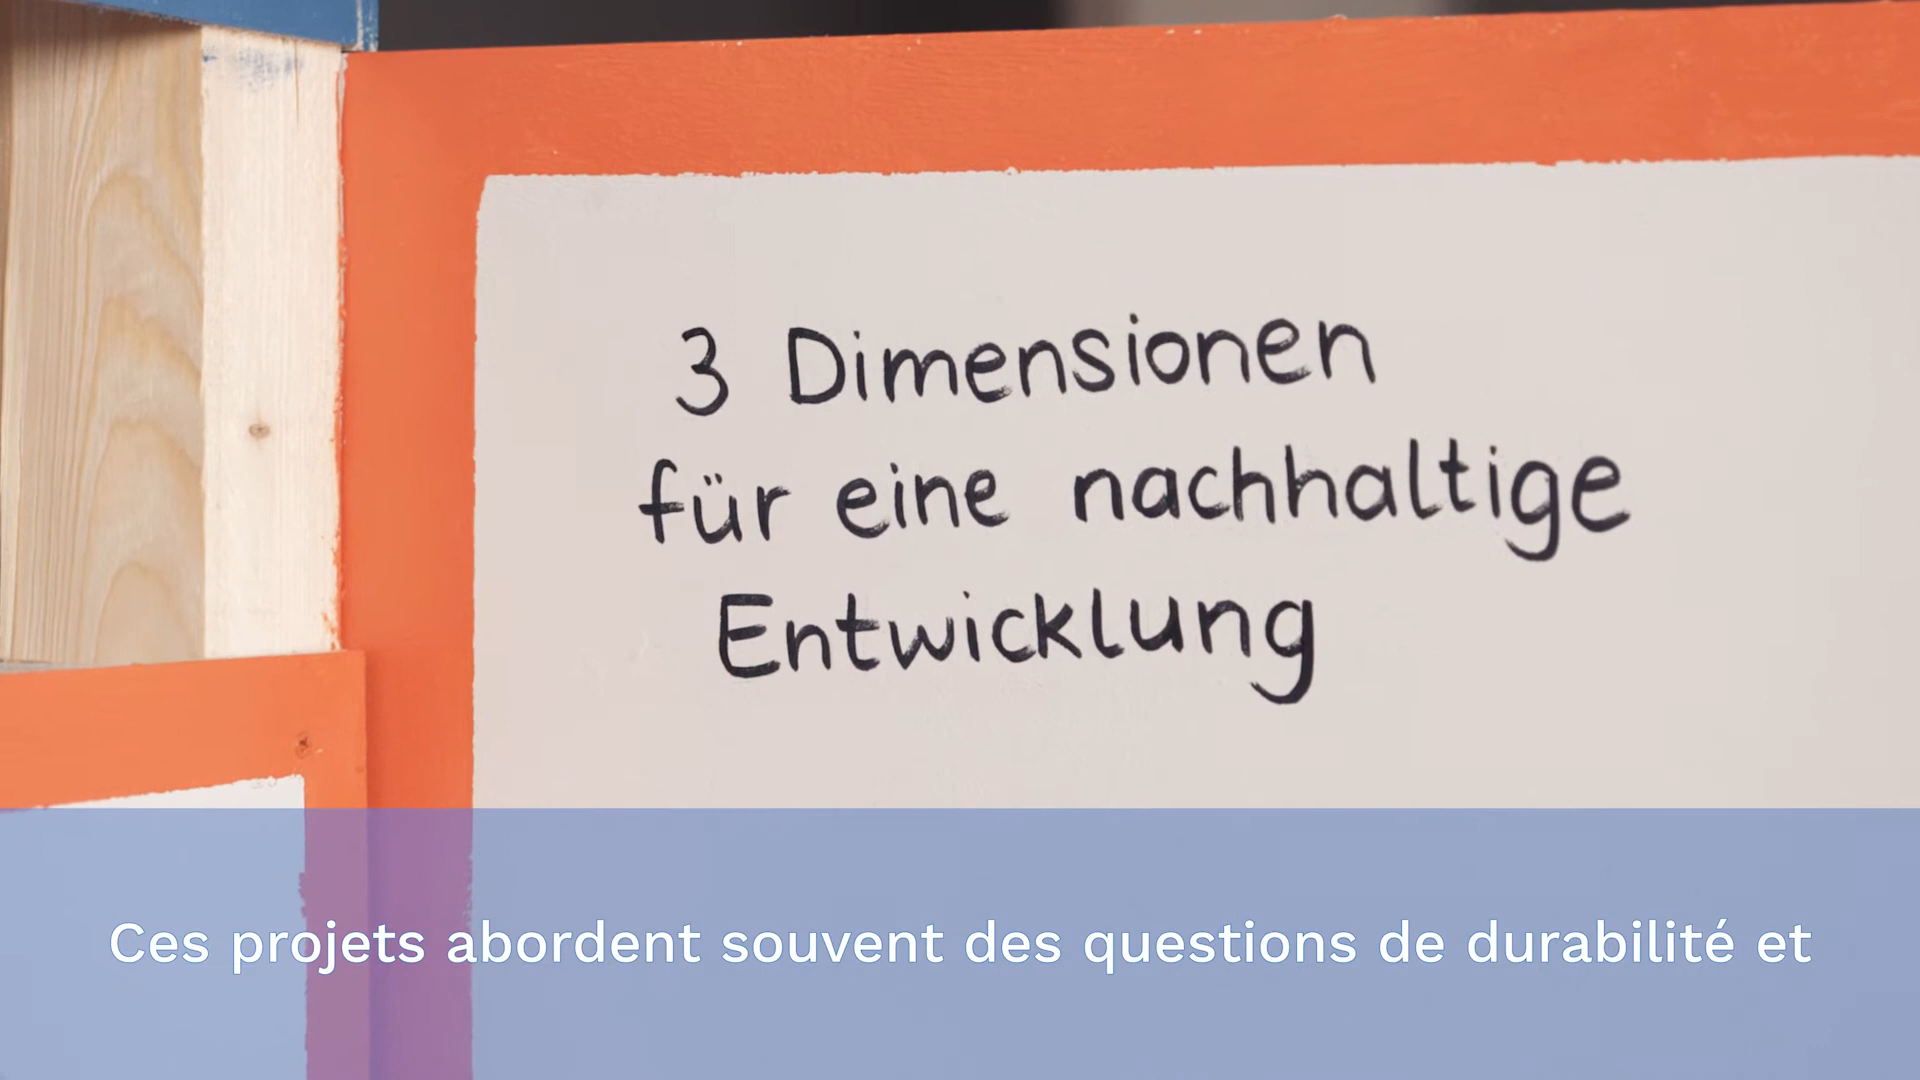 3 Dimensionen
für eine nachhaltige
Entwicklung
Ces projets abordent souvent des questions de durabilité et